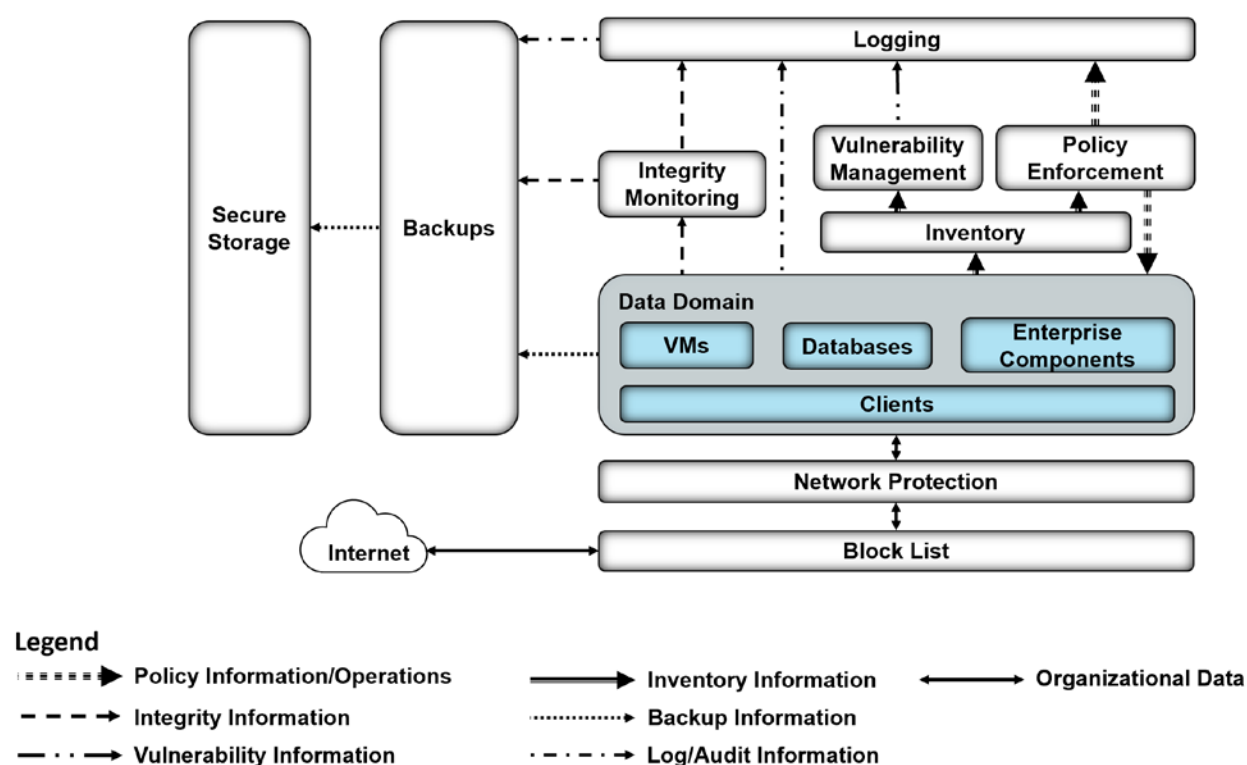 Logging
Vulnerability
Management
Policy
Enforcement
Integrity
Monitoring
Secure
Storage
Backups
Inventory
Data Domain
VMs
Databases
Enterprise
Components
Clients
Network Protection
Internet
Block List
Legend
Policy Information/Operations
Inventory Information
Organizational Data
Integrity Information
Backup Information
Vulnerability Information
Log/Audit Information